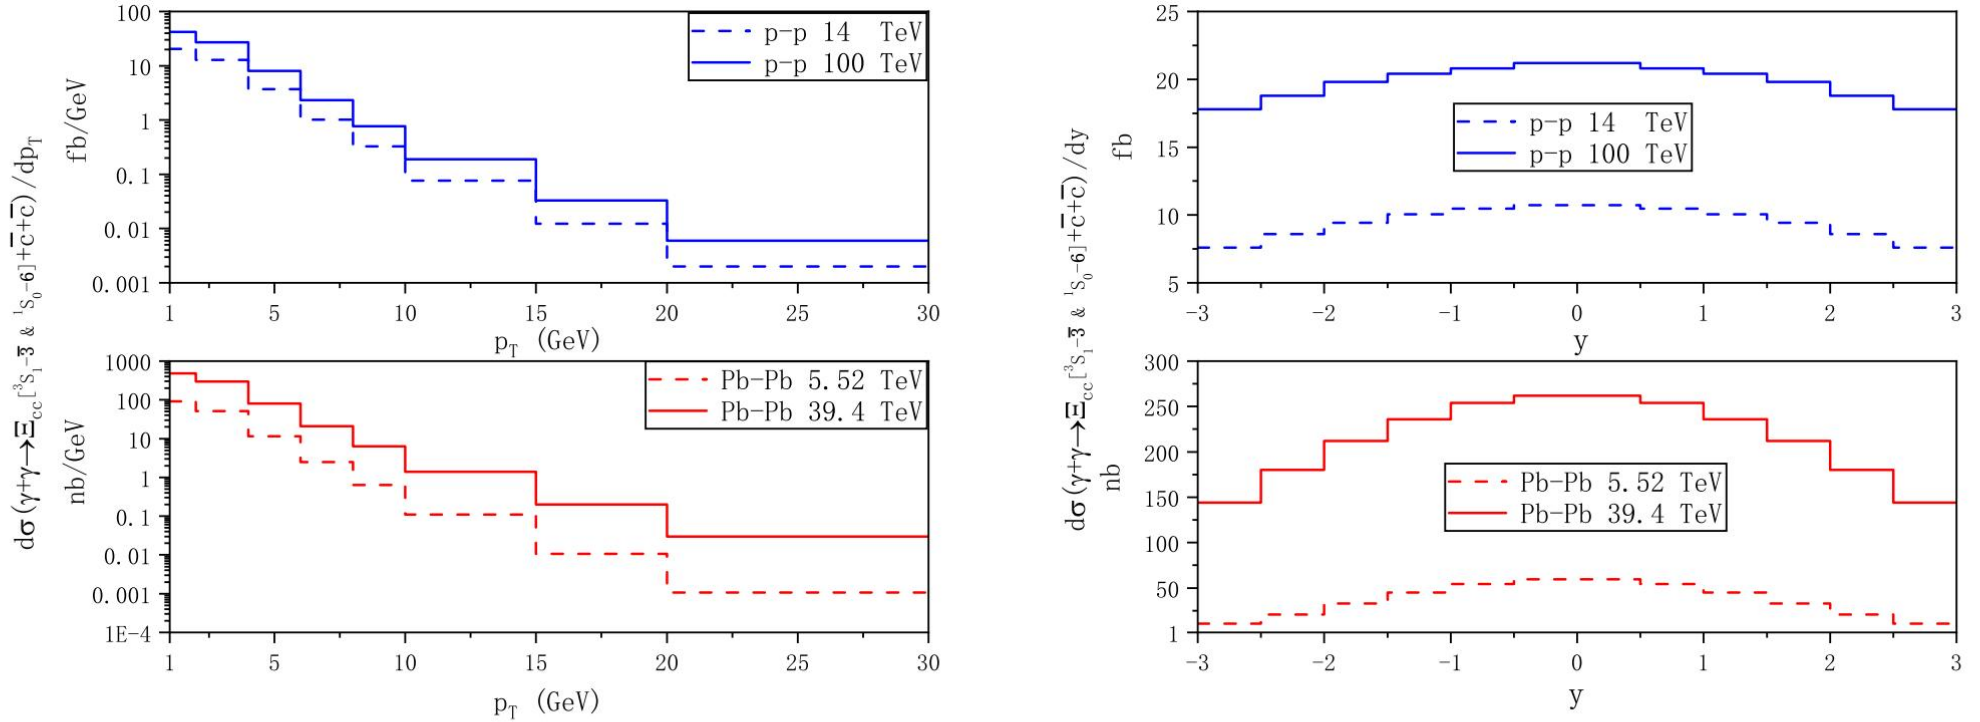 dσ(γ+γ→Ξcc[³S₁-3̅ & ¹S₀-6]+c̅+c̅)/dpT
fb/GeV
100
10
1
0.1
0.01
0.001
p-p 14 TeV
p-p 100 TeV
1 5 10 15 20 25 30
pT (GeV)
nb/GeV
1000
100
10
1
0.1
0.01
0.001
1E-4
Pb-Pb 5.52 TeV
Pb-Pb 39.4 TeV
1 5 10 15 20 25 30
pT (GeV)
dσ(γ+γ→Ξcc[³S₁-3̅ & ¹S₀-6]+c̅+c̅)/dy
fb
25
20
15
10
5
p-p 14 TeV
p-p 100 TeV
-3 -2 -1 0 1 2 3
y
nb
300
250
200
150
100
50
1
Pb-Pb 5.52 TeV
Pb-Pb 39.4 TeV
-3 -2 -1 0 1 2 3
y